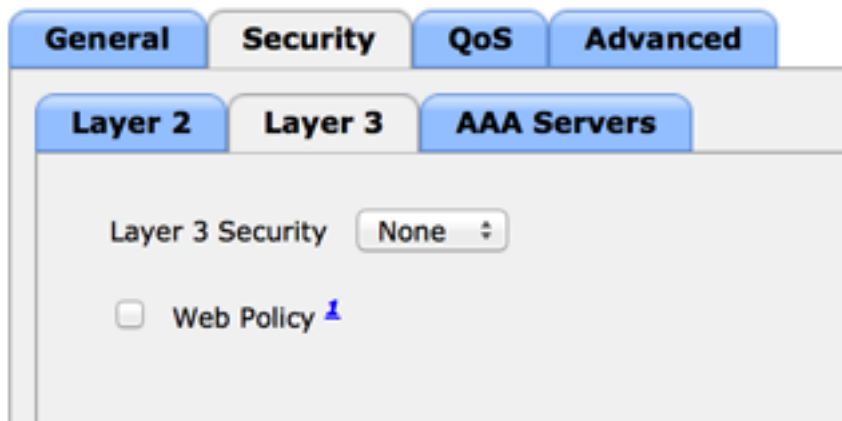 General Security QoS Advanced
Layer 2 Layer 3 AAA Servers
Layer 3 Security None
Web Policy 1